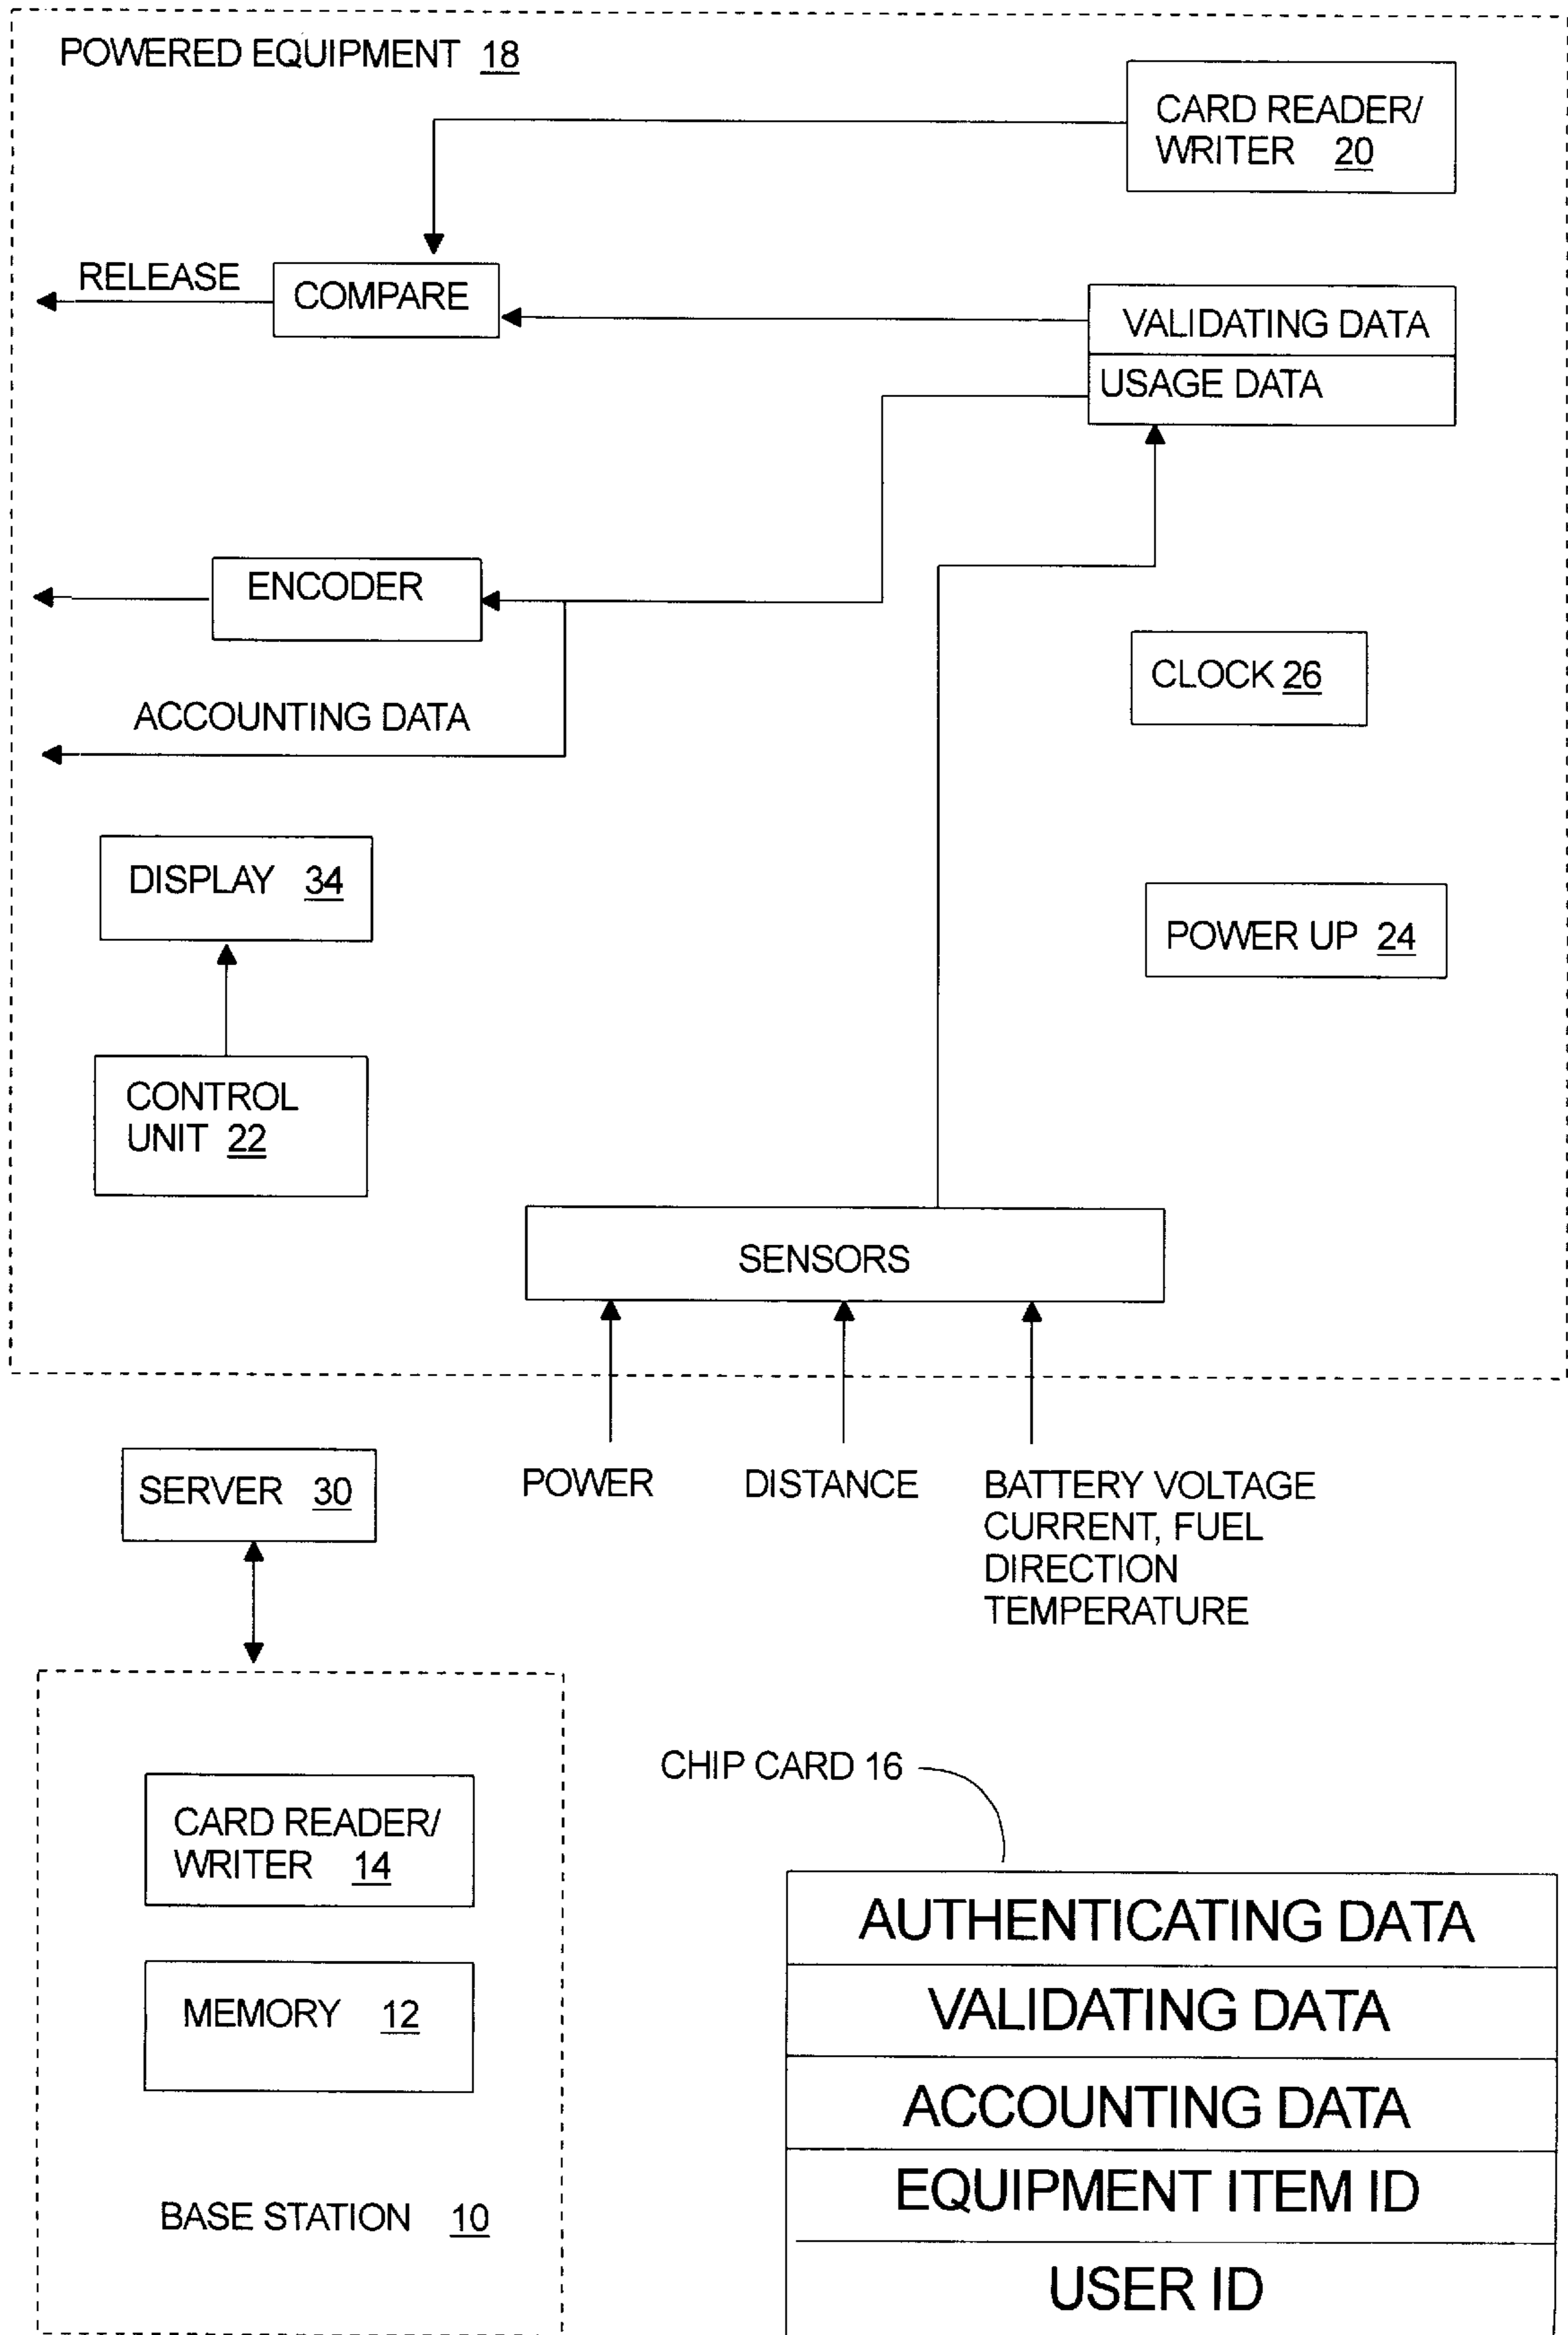 POWERED EQUIPMENT 18
CARD READER/
WRITER 20
RELEASE
COMPARE
VALIDATING DATA
USAGE DATA
ENCODER
CLOCK 26
ACCOUNTING DATA
DISPLAY 34
POWER UP 24
CONTROL
UNIT 22
SENSORS
SERVER 30
POWER
DISTANCE
BATTERY VOLTAGE
CURRENT, FUEL
DIRECTION
TEMPERATURE
CARD READER/
WRITER 14
MEMORY 12
BASE STATION 10
CHIP CARD 16
AUTHENTICATING DATA
VALIDATING DATA
ACCOUNTING DATA
EQUIPMENT ITEM ID
USER ID